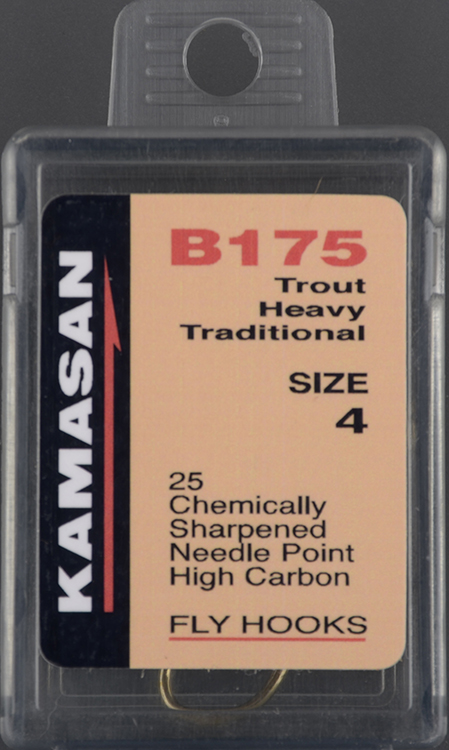 KAMASAN
B175
Trout
Heavy
Traditional
SIZE
4
25
Chemically
Sharpened
Needle Point
High Carbon
FLY HOOKS